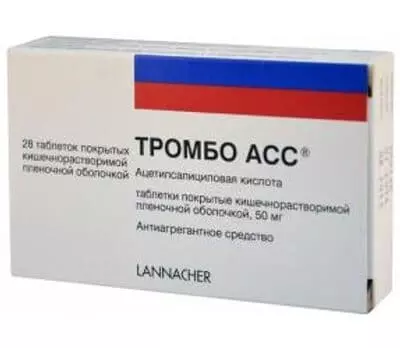 28 таблеток покрытых
кишечнорастворимой
пленочной оболочкой
ТРОМБО АСС®
Ацетилсалициловая кислота
таблетки покрытые кишечнорастворимой
пленочной оболочкой, 50 мг
Антиагрегантное средство
LANNACHER